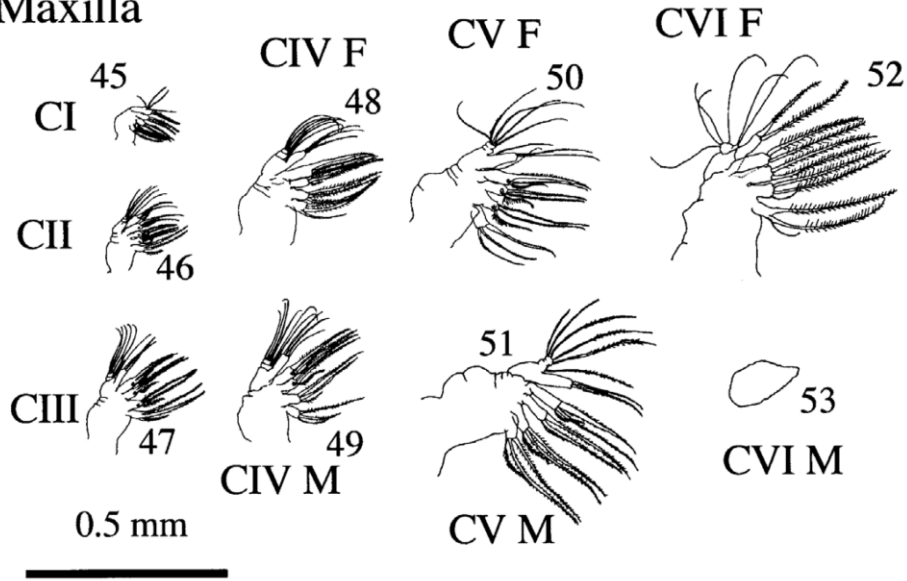 Maxilla
CI 45
CII 46
CIII 47
CIV F 48
CIV M 49
CV F 50
CV M 51
CVI F 52
CVI M 53
0.5 mm